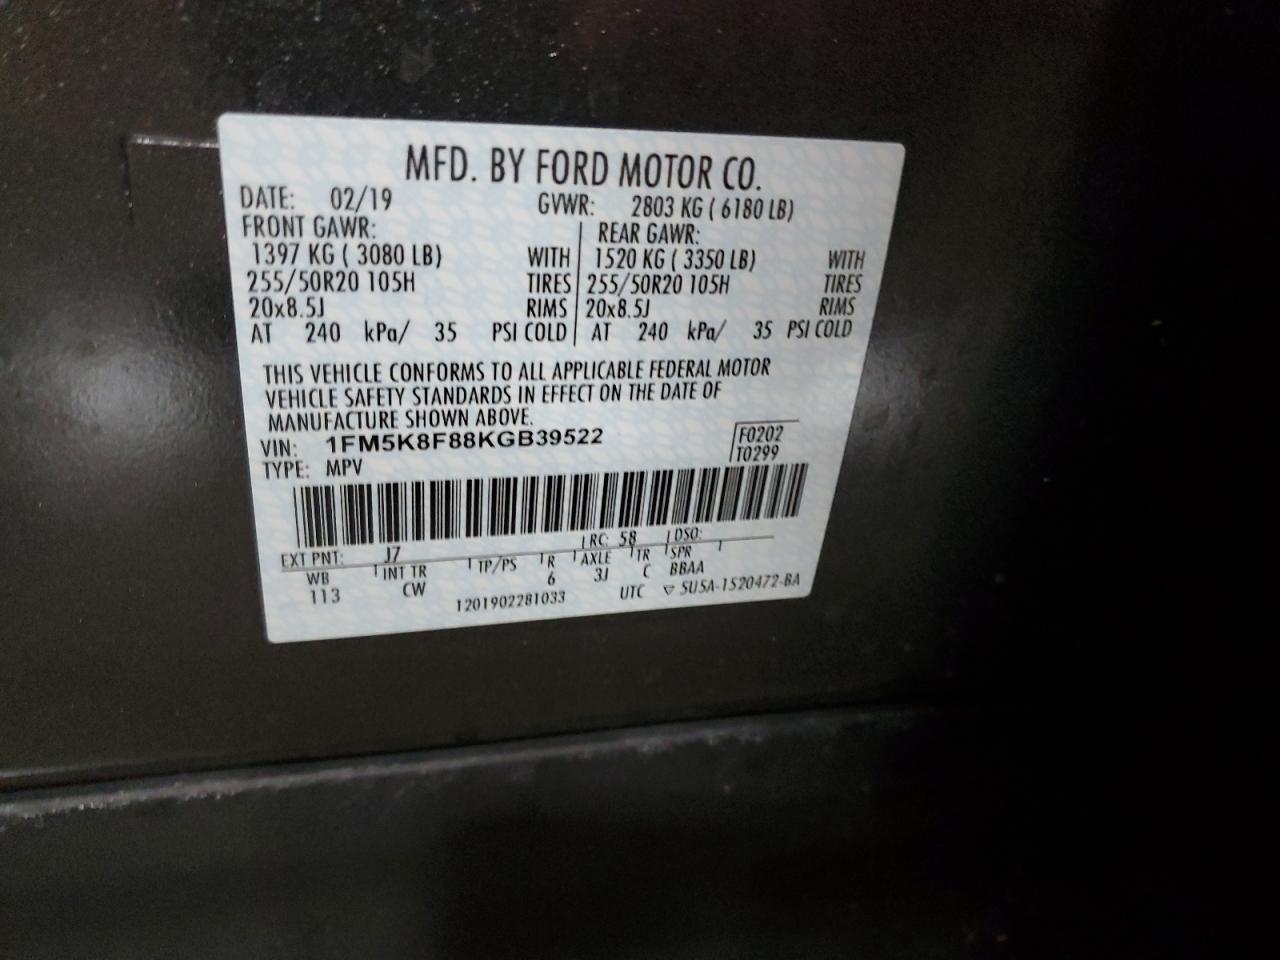 MFD. BY FORD MOTOR CO.
DATE: 02/19 GVWR: 2803 KG ( 6180 LB)
FRONT GAWR: REAR GAWR:
1397 KG ( 3080 LB) WITH 1520 KG ( 3350 LB) WITH
255/50R20 105H TIRES 255/50R20 105H TIRES
20x8.5J RIMS 20x8.5J RIMS
AT 240 kPa/ 35 PSI COLD AT 240 kPa/ 35 PSI COLD
THIS VEHICLE CONFORMS TO ALL APPLICABLE FEDERAL MOTOR
VEHICLE SAFETY STANDARDS IN EFFECT ON THE DATE OF
MANUFACTURE SHOWN ABOVE.
VIN: 1FM5K8F88KGB39522 F0202
TYPE: MPV T0299
EXT PNT: J7 RC: 58 DSO:
WB INT TR TP/PS R AXLE TR SPR
113 CW 6 3J C BBAA
1201902281033 UTC ▽ 5U5A-1520472-BA